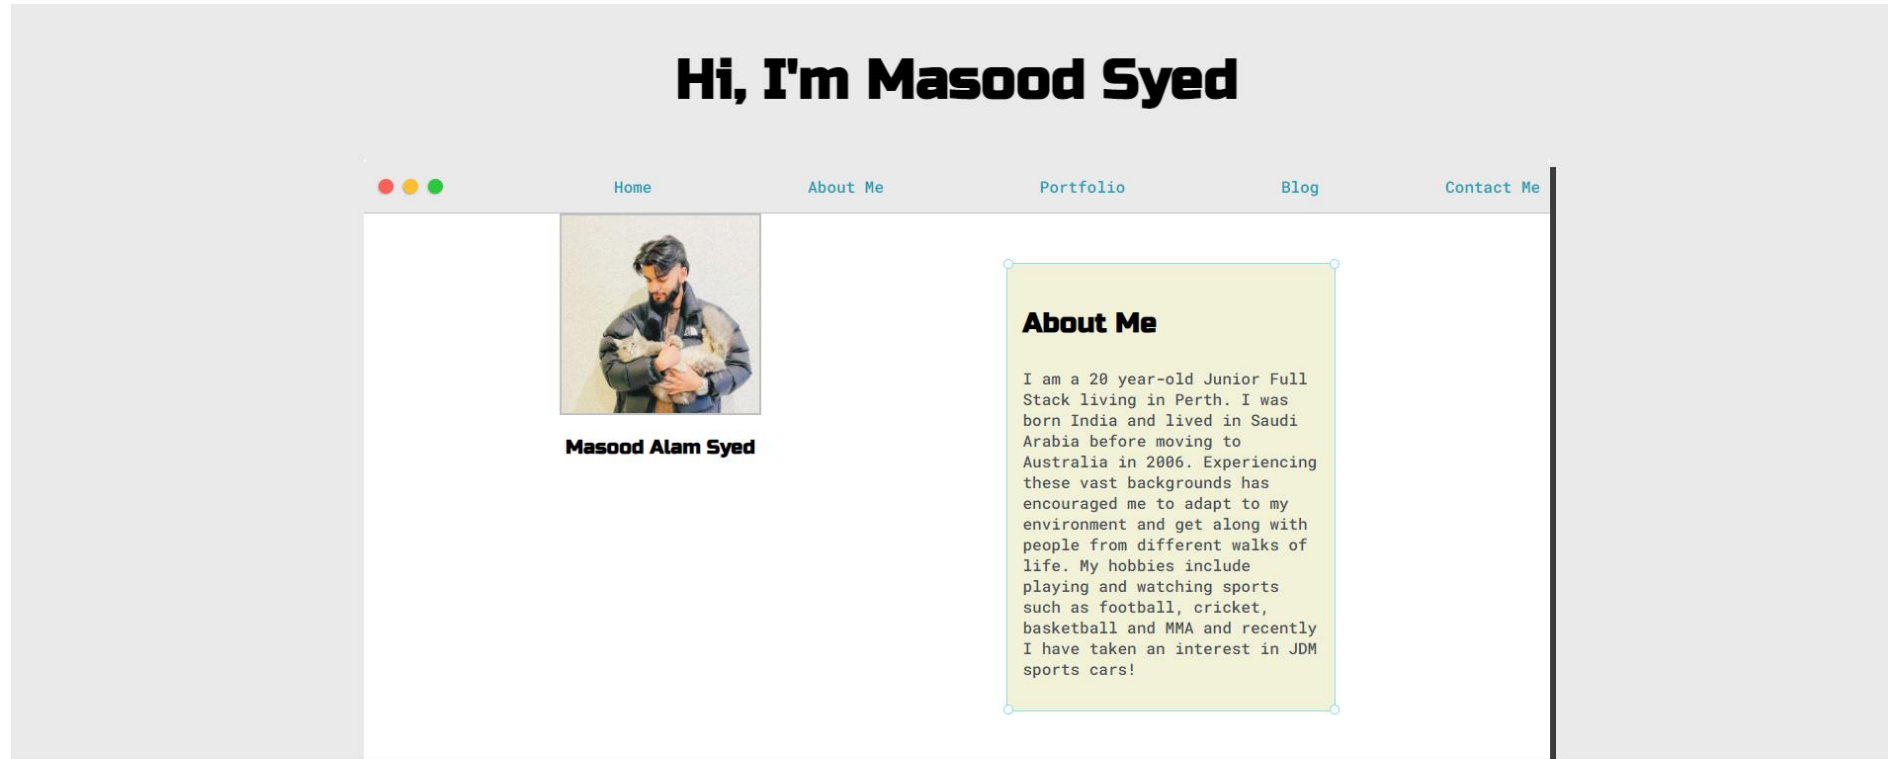 Hi, I'm Masood Syed
Home
About Me
Portfolio
Blog
Contact Me
Masood Alam Syed
About Me
I am a 20 year-old Junior Full
Stack living in Perth. I was
born India and lived in Saudi
Arabia before moving to
Australia in 2006. Experiencing
these vast backgrounds has
encouraged me to adapt to my
environment and get along with
people from different walks of
life. My hobbies include
playing and watching sports
such as football, cricket,
basketball and MMA and recently
I have taken an interest in JDM
sports cars!